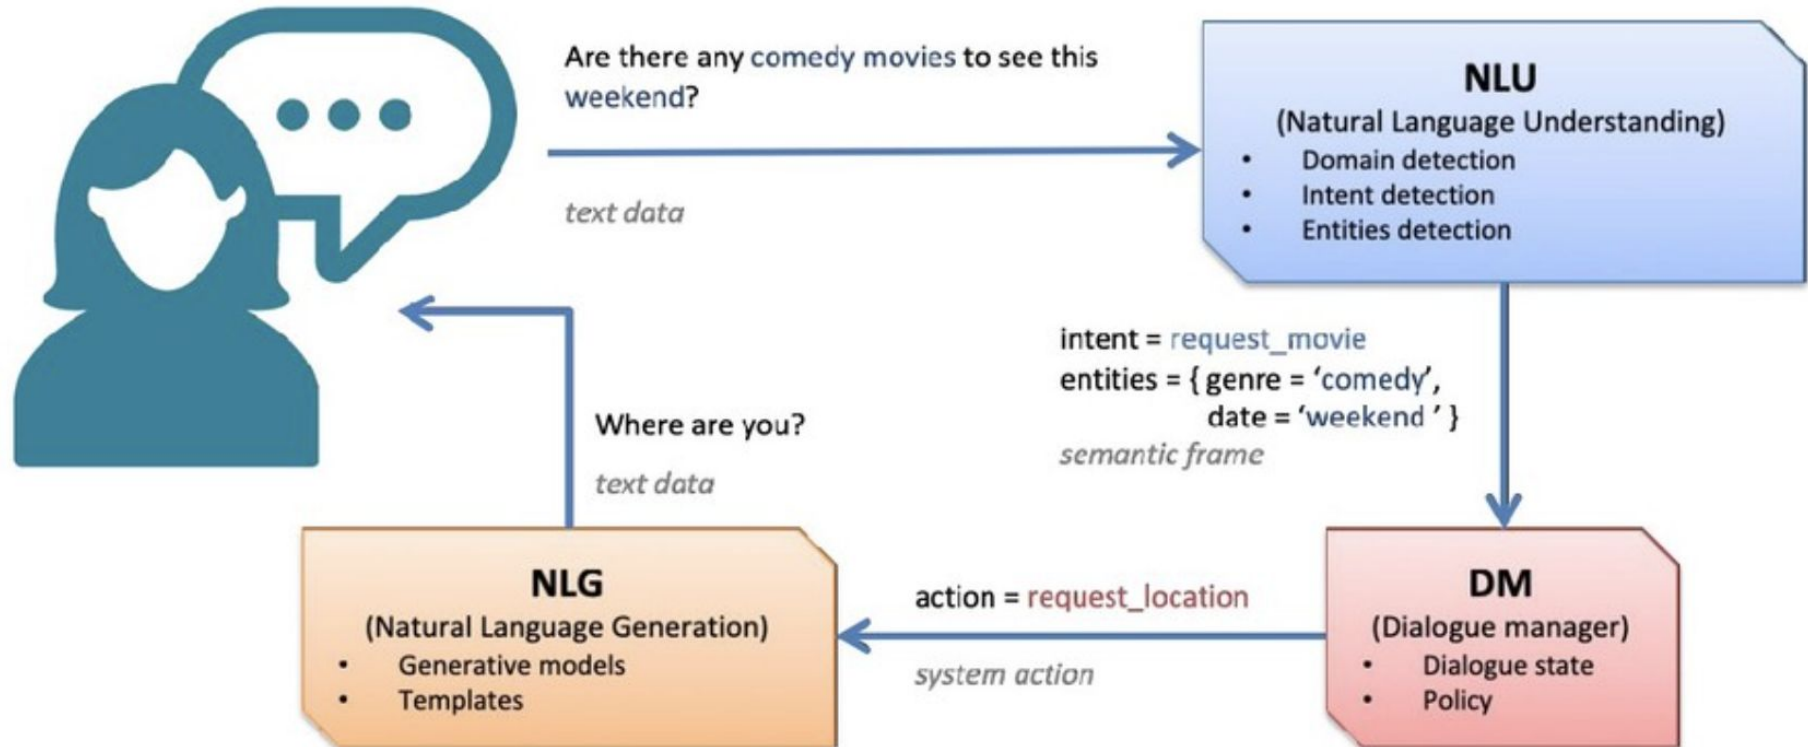 Are there any comedy movies to see this
weekend?
text data
NLU
(Natural Language Understanding)
• Domain detection
• Intent detection
• Entities detection
intent = request_movie
entities = { genre = ‘comedy’,
date = ‘weekend ’ }
semantic frame
Where are you?
text data
NLG
(Natural Language Generation)
• Generative models
• Templates
action = request_location
system action
DM
(Dialogue manager)
• Dialogue state
• Policy